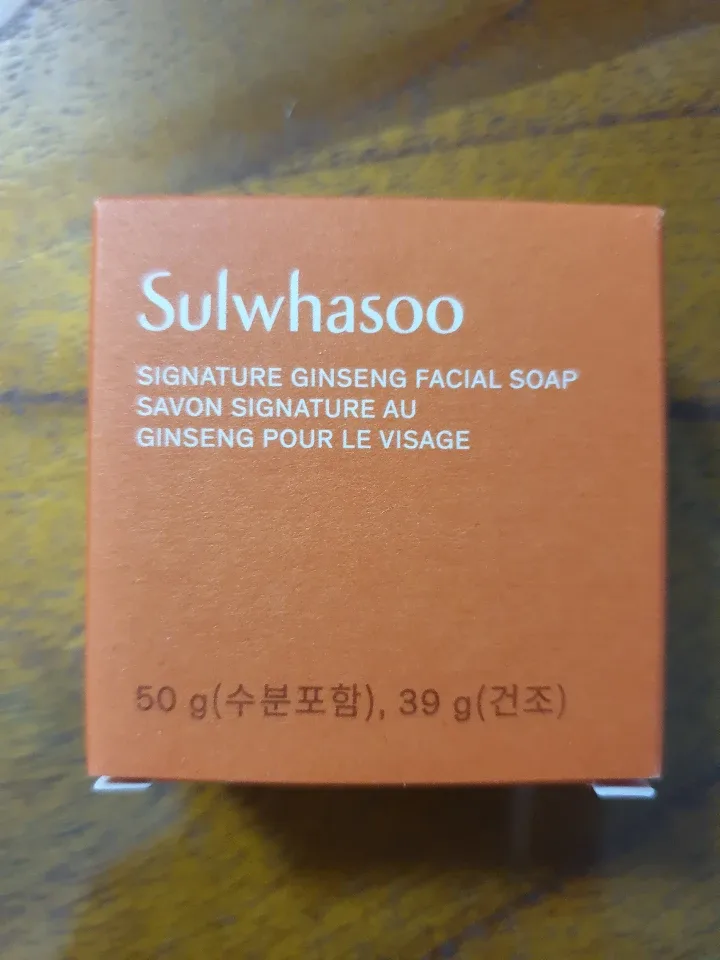 Sulwhasoo
SIGNATURE GINSENG FACIAL SOAP
SAVON SIGNATURE AU
GINSENG POUR LE VISAGE
50 g(수분포함), 39 g(건조)